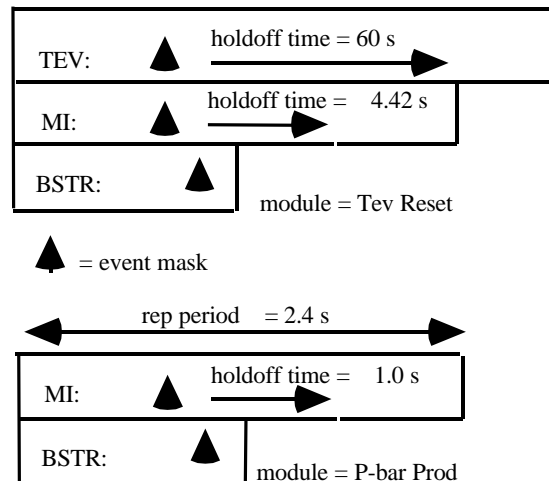 TEV: holdoff time = 60 s
MI: holdoff time = 4.42 s
BSTR:
module = Tev Reset
= event mask
rep period = 2.4 s
MI: holdoff time = 1.0 s
BSTR:
module = P-bar Prod